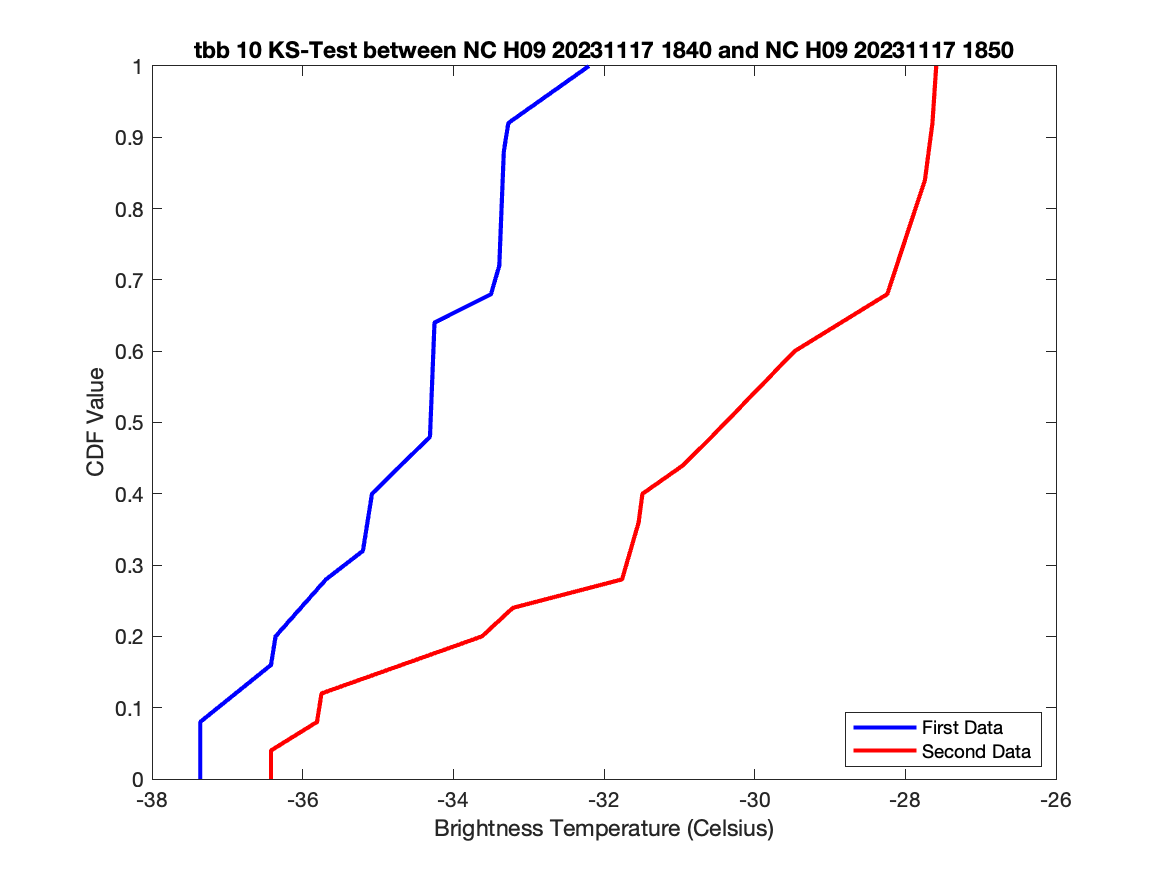 tbb 10 KS-Test between NC H09 20231117 1840 and NC H09 20231117 1850
1
0.9
0.8
0.7
0.6
0.5
0.4
0.3
0.2
0.1
0
CDF Value
First Data
Second Data
-38 -36 -34 -32 -30 -28 -26
Brightness Temperature (Celsius)